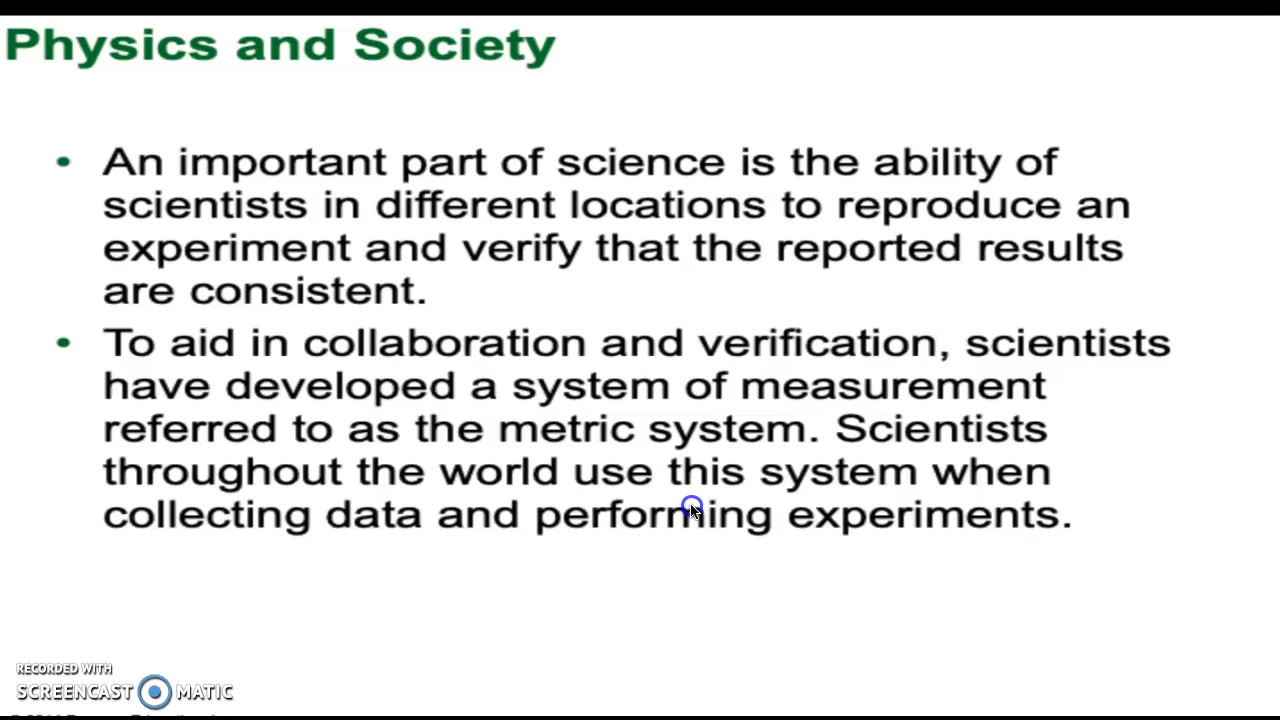 Physics and Society
• An important part of science is the ability of
scientists in different locations to reproduce an
experiment and verify that the reported results
are consistent.
• To aid in collaboration and verification, scientists
have developed a system of measurement
referred to as the metric system. Scientists
throughout the world use this system when
collecting data and performing experiments.
RECORDED WITH
SCREENCAST MATIC